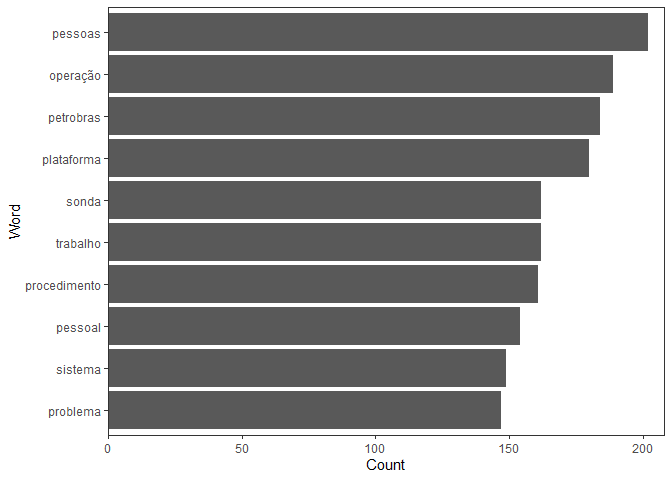 pessoas
operação
petrobras
plataforma
sonda
trabalho
procedimento
pessoal
sistema
problema
Word
0 50 100 150 200
Count